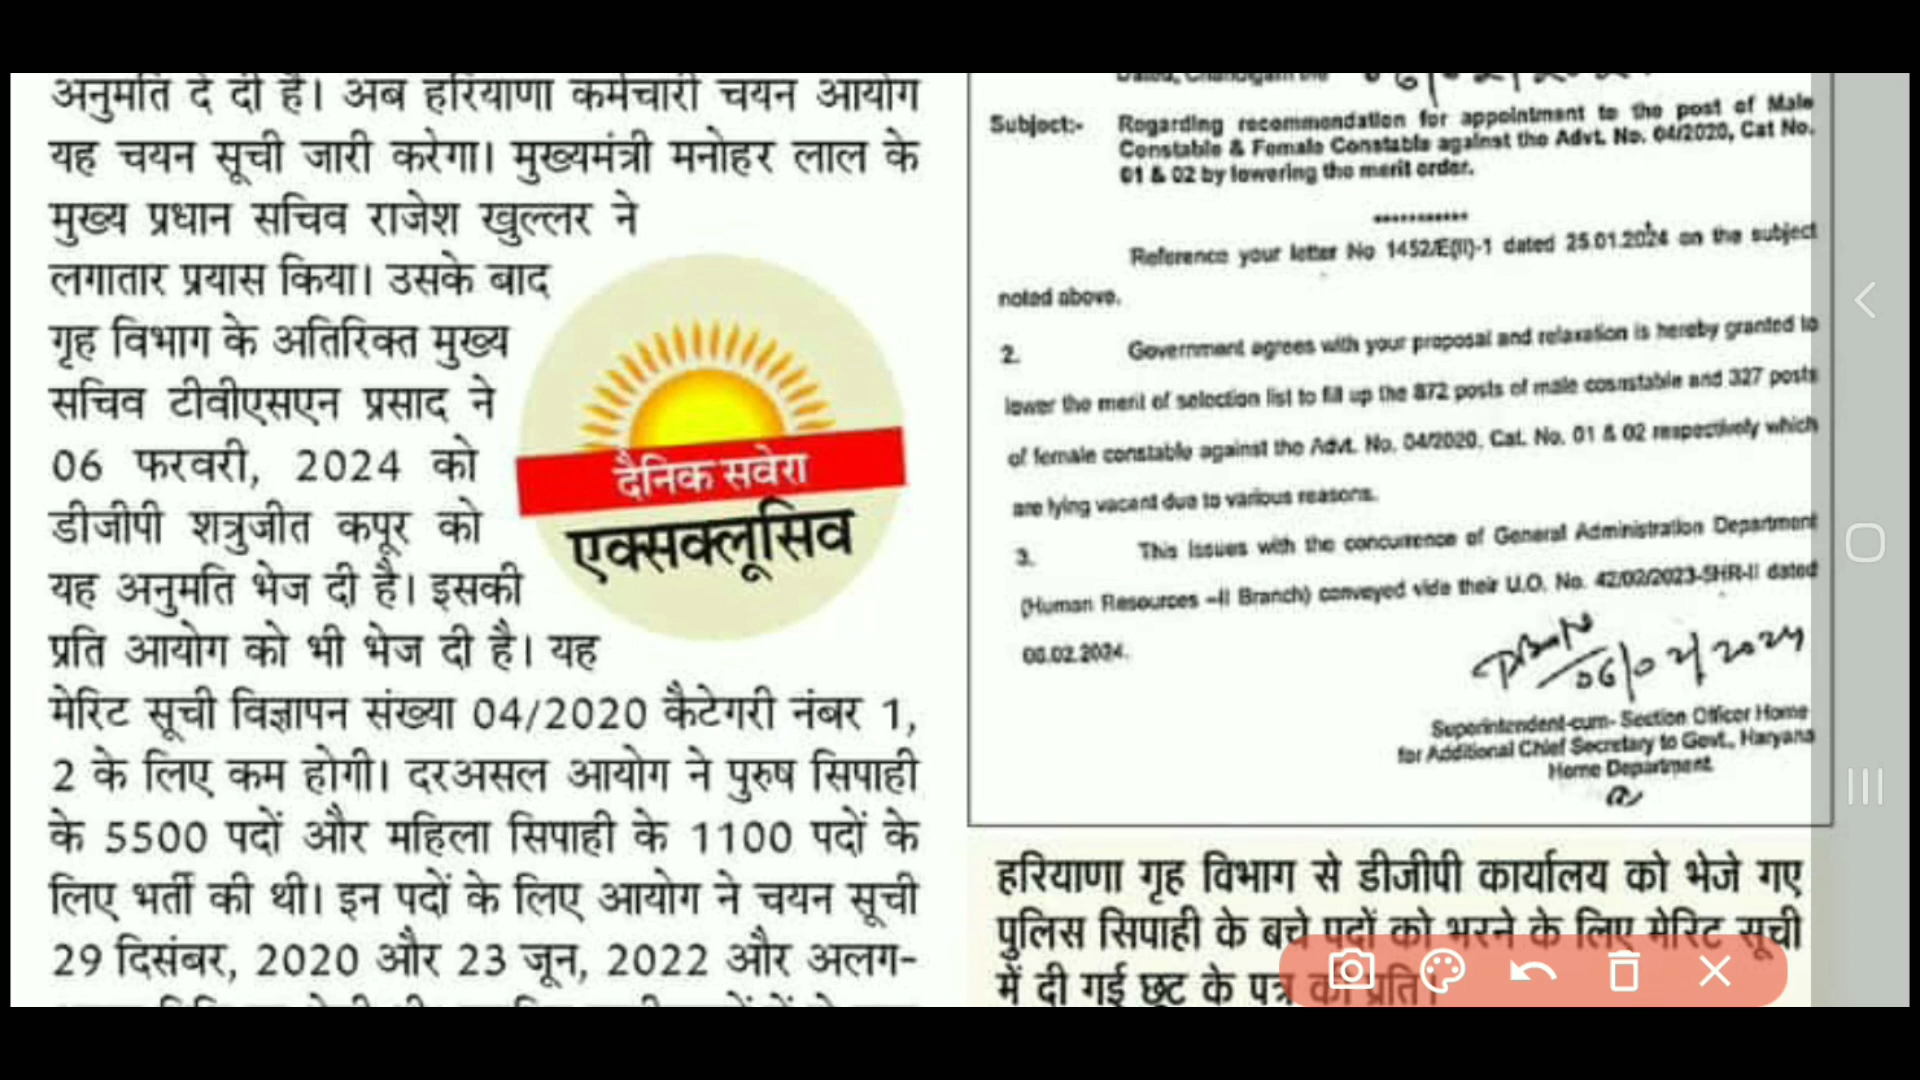 अनुमति दे दी है। अब हरियाणा कर्मचारी चयन आयोग
यह चयन सूची जारी करेगा। मुख्यमंत्री मनोहर लाल के
मुख्य प्रधान सचिव राजेश खुल्लर ने
लगातार प्रयास किया। उसके बाद
गृह विभाग के अतिरिक्त मुख्य
सचिव टीवीएसएन प्रसाद ने
06 फरवरी, 2024 को
डीजीपी शत्रुजीत कपूर को
यह अनुमति भेज दी है। इसकी
प्रति आयोग को भी भेज दी है। यह
मेरिट सूची विज्ञापन संख्या 04/2020 कैटेगरी नंबर 1,
2 के लिए कम होगी। दरअसल आयोग ने पुरुष सिपाही
के 5500 पदों और महिला सिपाही के 1100 पदों के
लिए भर्ती की थी। इन पदों के लिए आयोग ने चयन सूची
29 दिसंबर, 2020 और 23 जून, 2022 और अलग-
दैनिक सवेरा
एक्सक्लूसिव
Dated, Chandigarh the
Subject:- Regarding recommendation for appointment to the post of Male
Constable & Female Constable against the Advt. No. 04/2020, Cat No.
01 & 02 by lowering the merit order.
Reference your letter No 1452/E(II)-1 dated 25.01.2024 on the subject
noted above.
2. Government agrees with your proposal and relaxation is hereby granted to
lower the merit of selection list to fill up the 872 posts of male cosnstable and 327 posts
of female constable against the Advt. No. 04/2020, Cat. No. 01 & 02 respectively which
are lying vacant due to various reasons.
3. This issues with the concurrence of General Administration Department
(Human Resources –II Branch) conveyed vide their U.O. No. 42/02/2023-5HR-II dated
06.02.2024.
06/02/2024
Superintendent-cum- Section Officer Home
for Additional Chief Secretary to Govt., Haryana
Home Department.
हरियाणा गृह विभाग से डीजीपी कार्यालय को भेजे गए
पुलिस सिपाही के बचे पदों को भरने के लिए मेरिट सूची
में दी गई छूट के पत्र की प्रति।